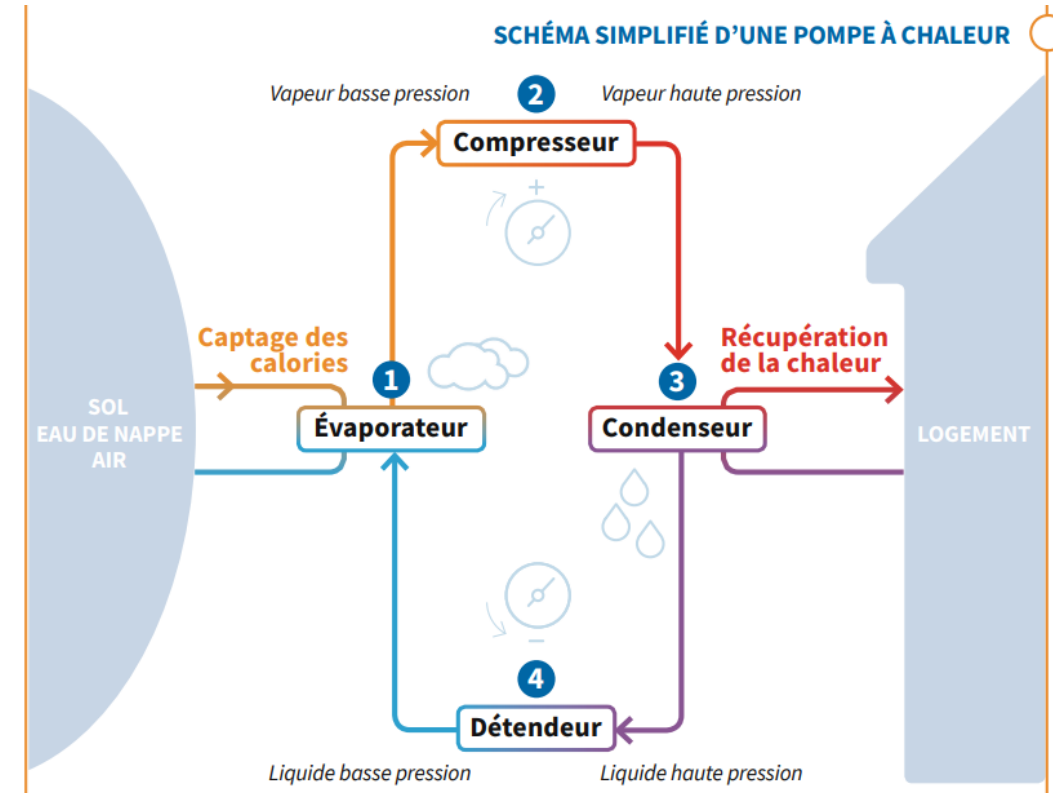 SCHÉMA SIMPLIFIÉ D’UNE POMPE À CHALEUR
Vapeur basse pression
2
Vapeur haute pression
Compresseur
+
Captage des
calories
Récupération
de la chaleur
1
3
SOL
EAU DE NAPPE
AIR
Évaporateur
Condenseur
LOGEMENT
−
4
Détendeur
Liquide basse pression
Liquide haute pression